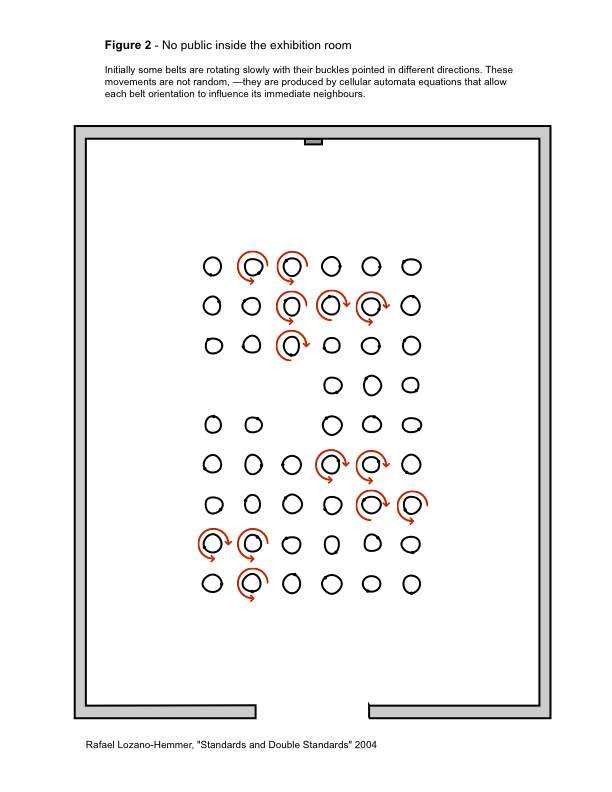 Figure 2 - No public inside the exhibition room
Initially some belts are rotating slowly with their buckles pointed in different directions. These
movements are not random, —they are produced by cellular automata equations that allow
each belt orientation to influence its immediate neighbours.
Rafael Lozano-Hemmer, "Standards and Double Standards" 2004